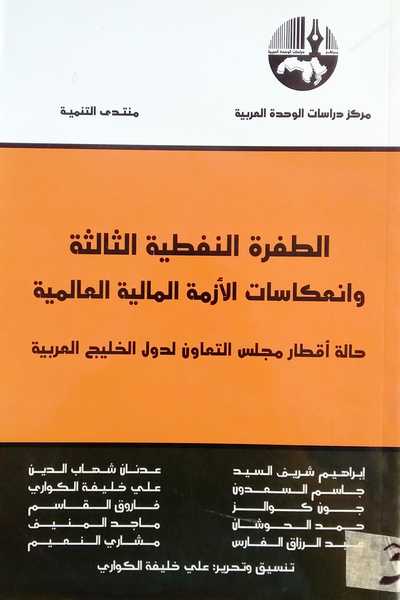 مركز دراسات الوحدة العربية
منتدى التنمية
الطفرة النفطية الثالثة
وانعكاسات الأزمة المالية العالمية
حالة أقطار مجلس التعاون لدول الخليج العربية
إبراهيم شريف السيد
جاسم السعدون
جون كوالز
حمد الحوشان
عبد الرزاق الفارس
عدنان شهاب الدين
علي خليفة الكواري
فاروق القاسم
ماجد المنيف
مشاري النعيم
تنسيق وتحرير: علي خليفة الكواري